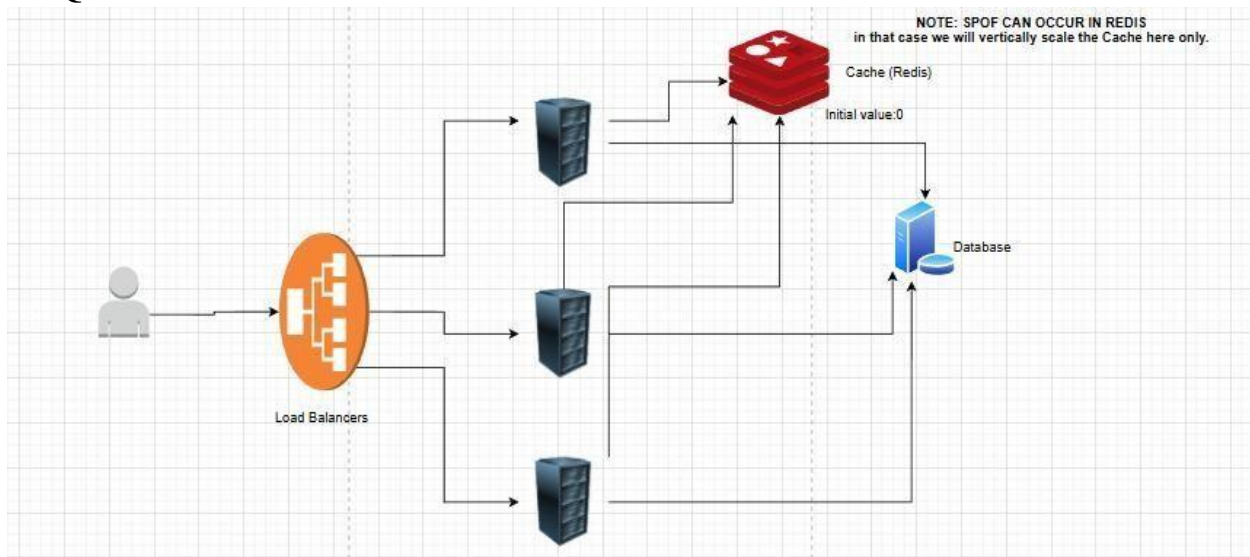 NOTE: SPOF CAN OCCUR IN REDIS
in that case we will vertically scale the Cache here only.
Cache (Redis)
Initial value:0
Database
Load Balancers